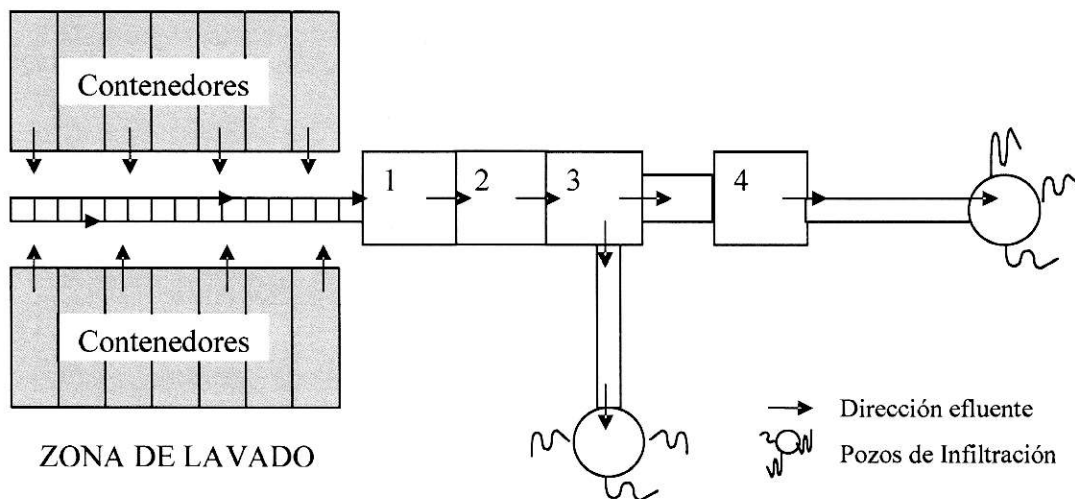 Contenedores
1
2
3
4
Contenedores
ZONA DE LAVADO
Dirección efluente
Pozos de Infiltración